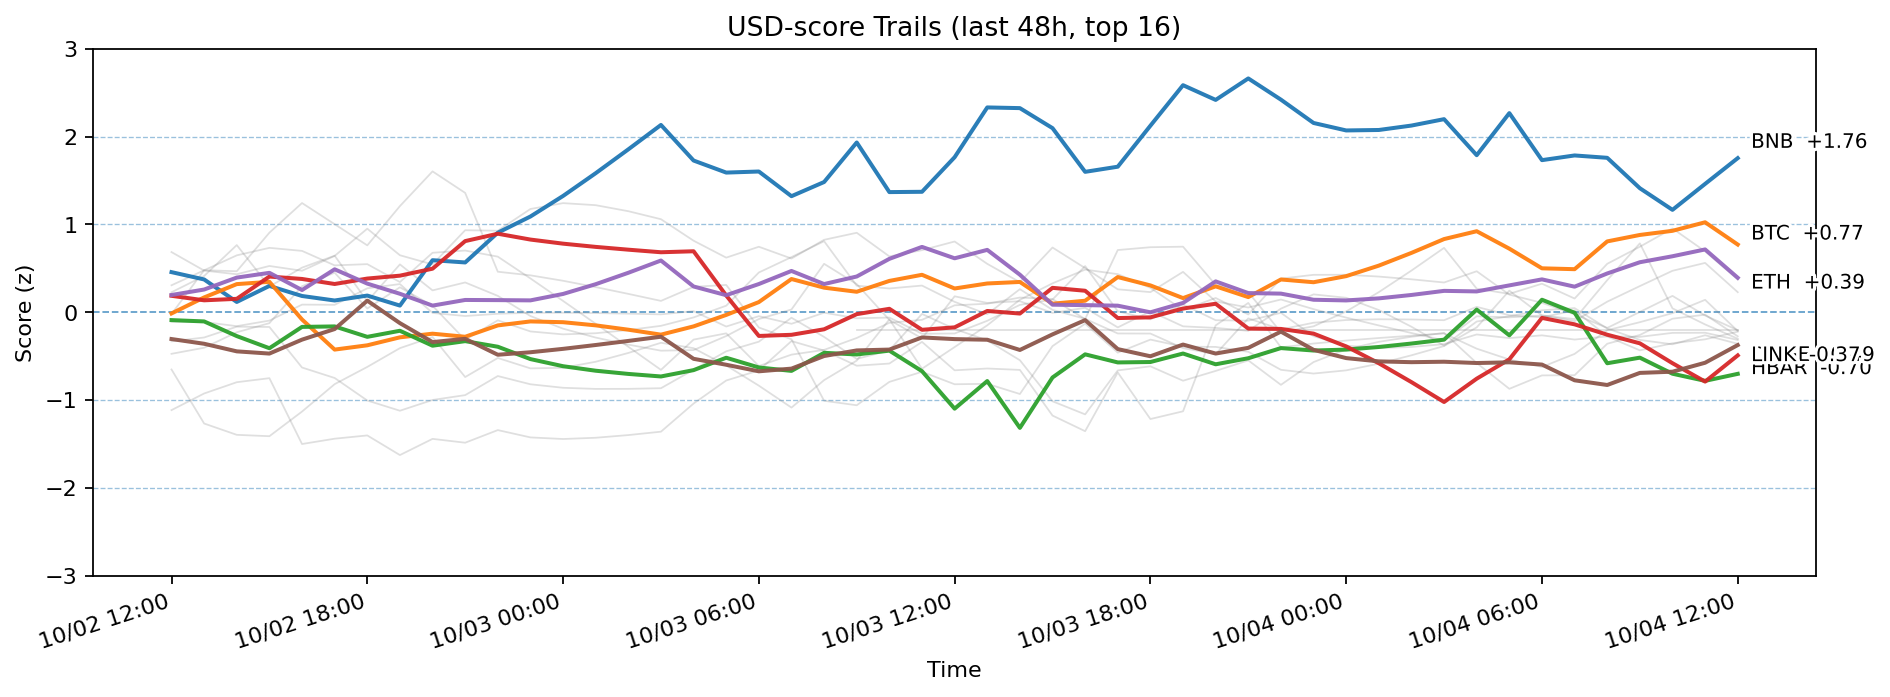 USD-score Trails (last 48h, top 16)
3
2
1
0
−1
−2
−3
Score (z)
BNB +1.76
BTC +0.77
ETH +0.39
HBAR -0.70
10/02 12:00
10/02 18:00
10/03 00:00
10/03 06:00
10/03 12:00
10/03 18:00
10/04 00:00
10/04 06:00
10/04 12:00
Time